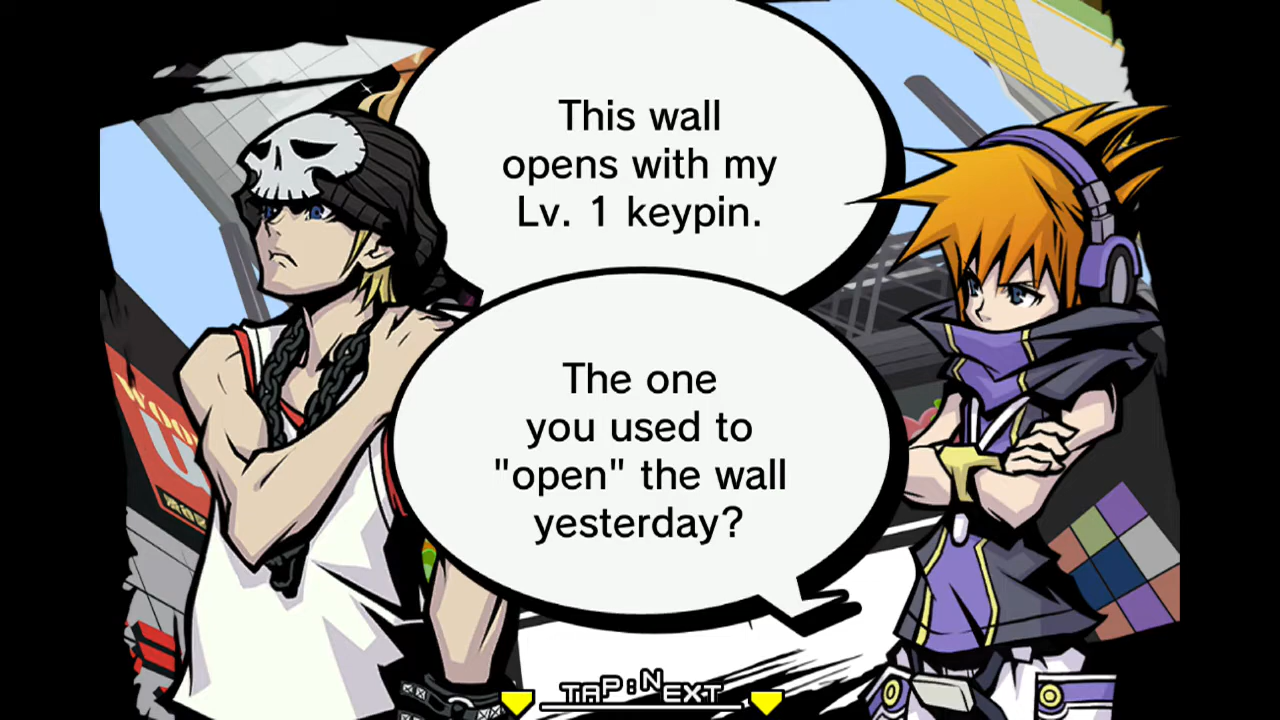 This wall
opens with my
Lv. 1 keypin.
The one
you used to
"open" the wall
yesterday?
TAP:NEXT